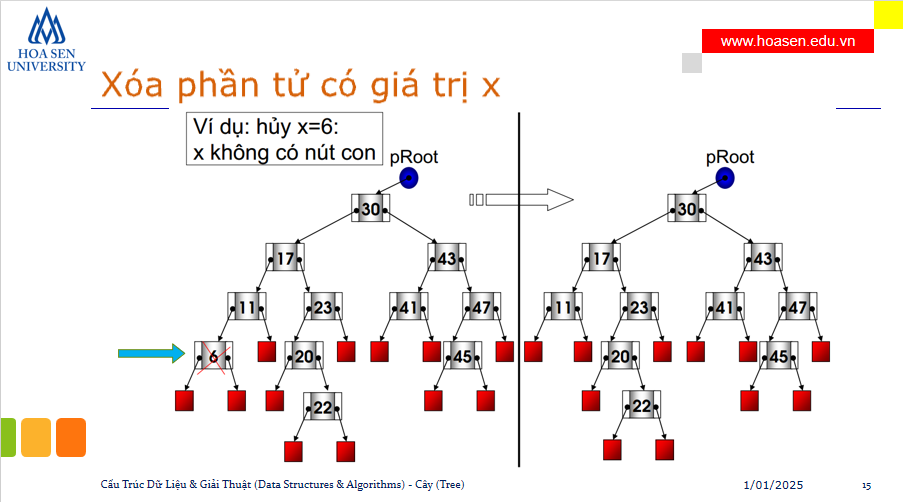 HOA SEN
UNIVERSITY
www.hoasen.edu.vn
Xóa phần tử có giá trị x
Ví dụ: hủy x=6:
x không có nút con
pRoot
30
17
43
11
23
41
47
6
20
45
22
pRoot
30
17
43
11
23
41
47
20
45
22
Cấu Trúc Dữ Liệu & Giải Thuật (Data Structures & Algorithms) - Cây (Tree)
1/01/2025
15